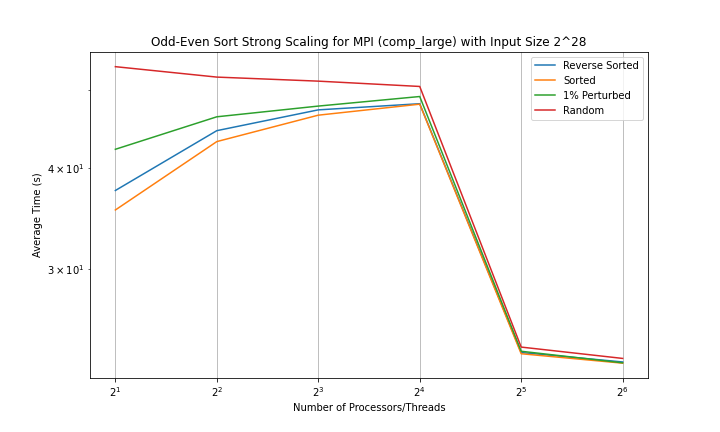 Odd-Even Sort Strong Scaling for MPI (comp_large) with Input Size 2^28
Reverse Sorted
Sorted
1% Perturbed
Random
Average Time (s)
4 × 10¹
3 × 10¹
2¹ 2² 2³ 2⁴ 2⁵ 2⁶
Number of Processors/Threads